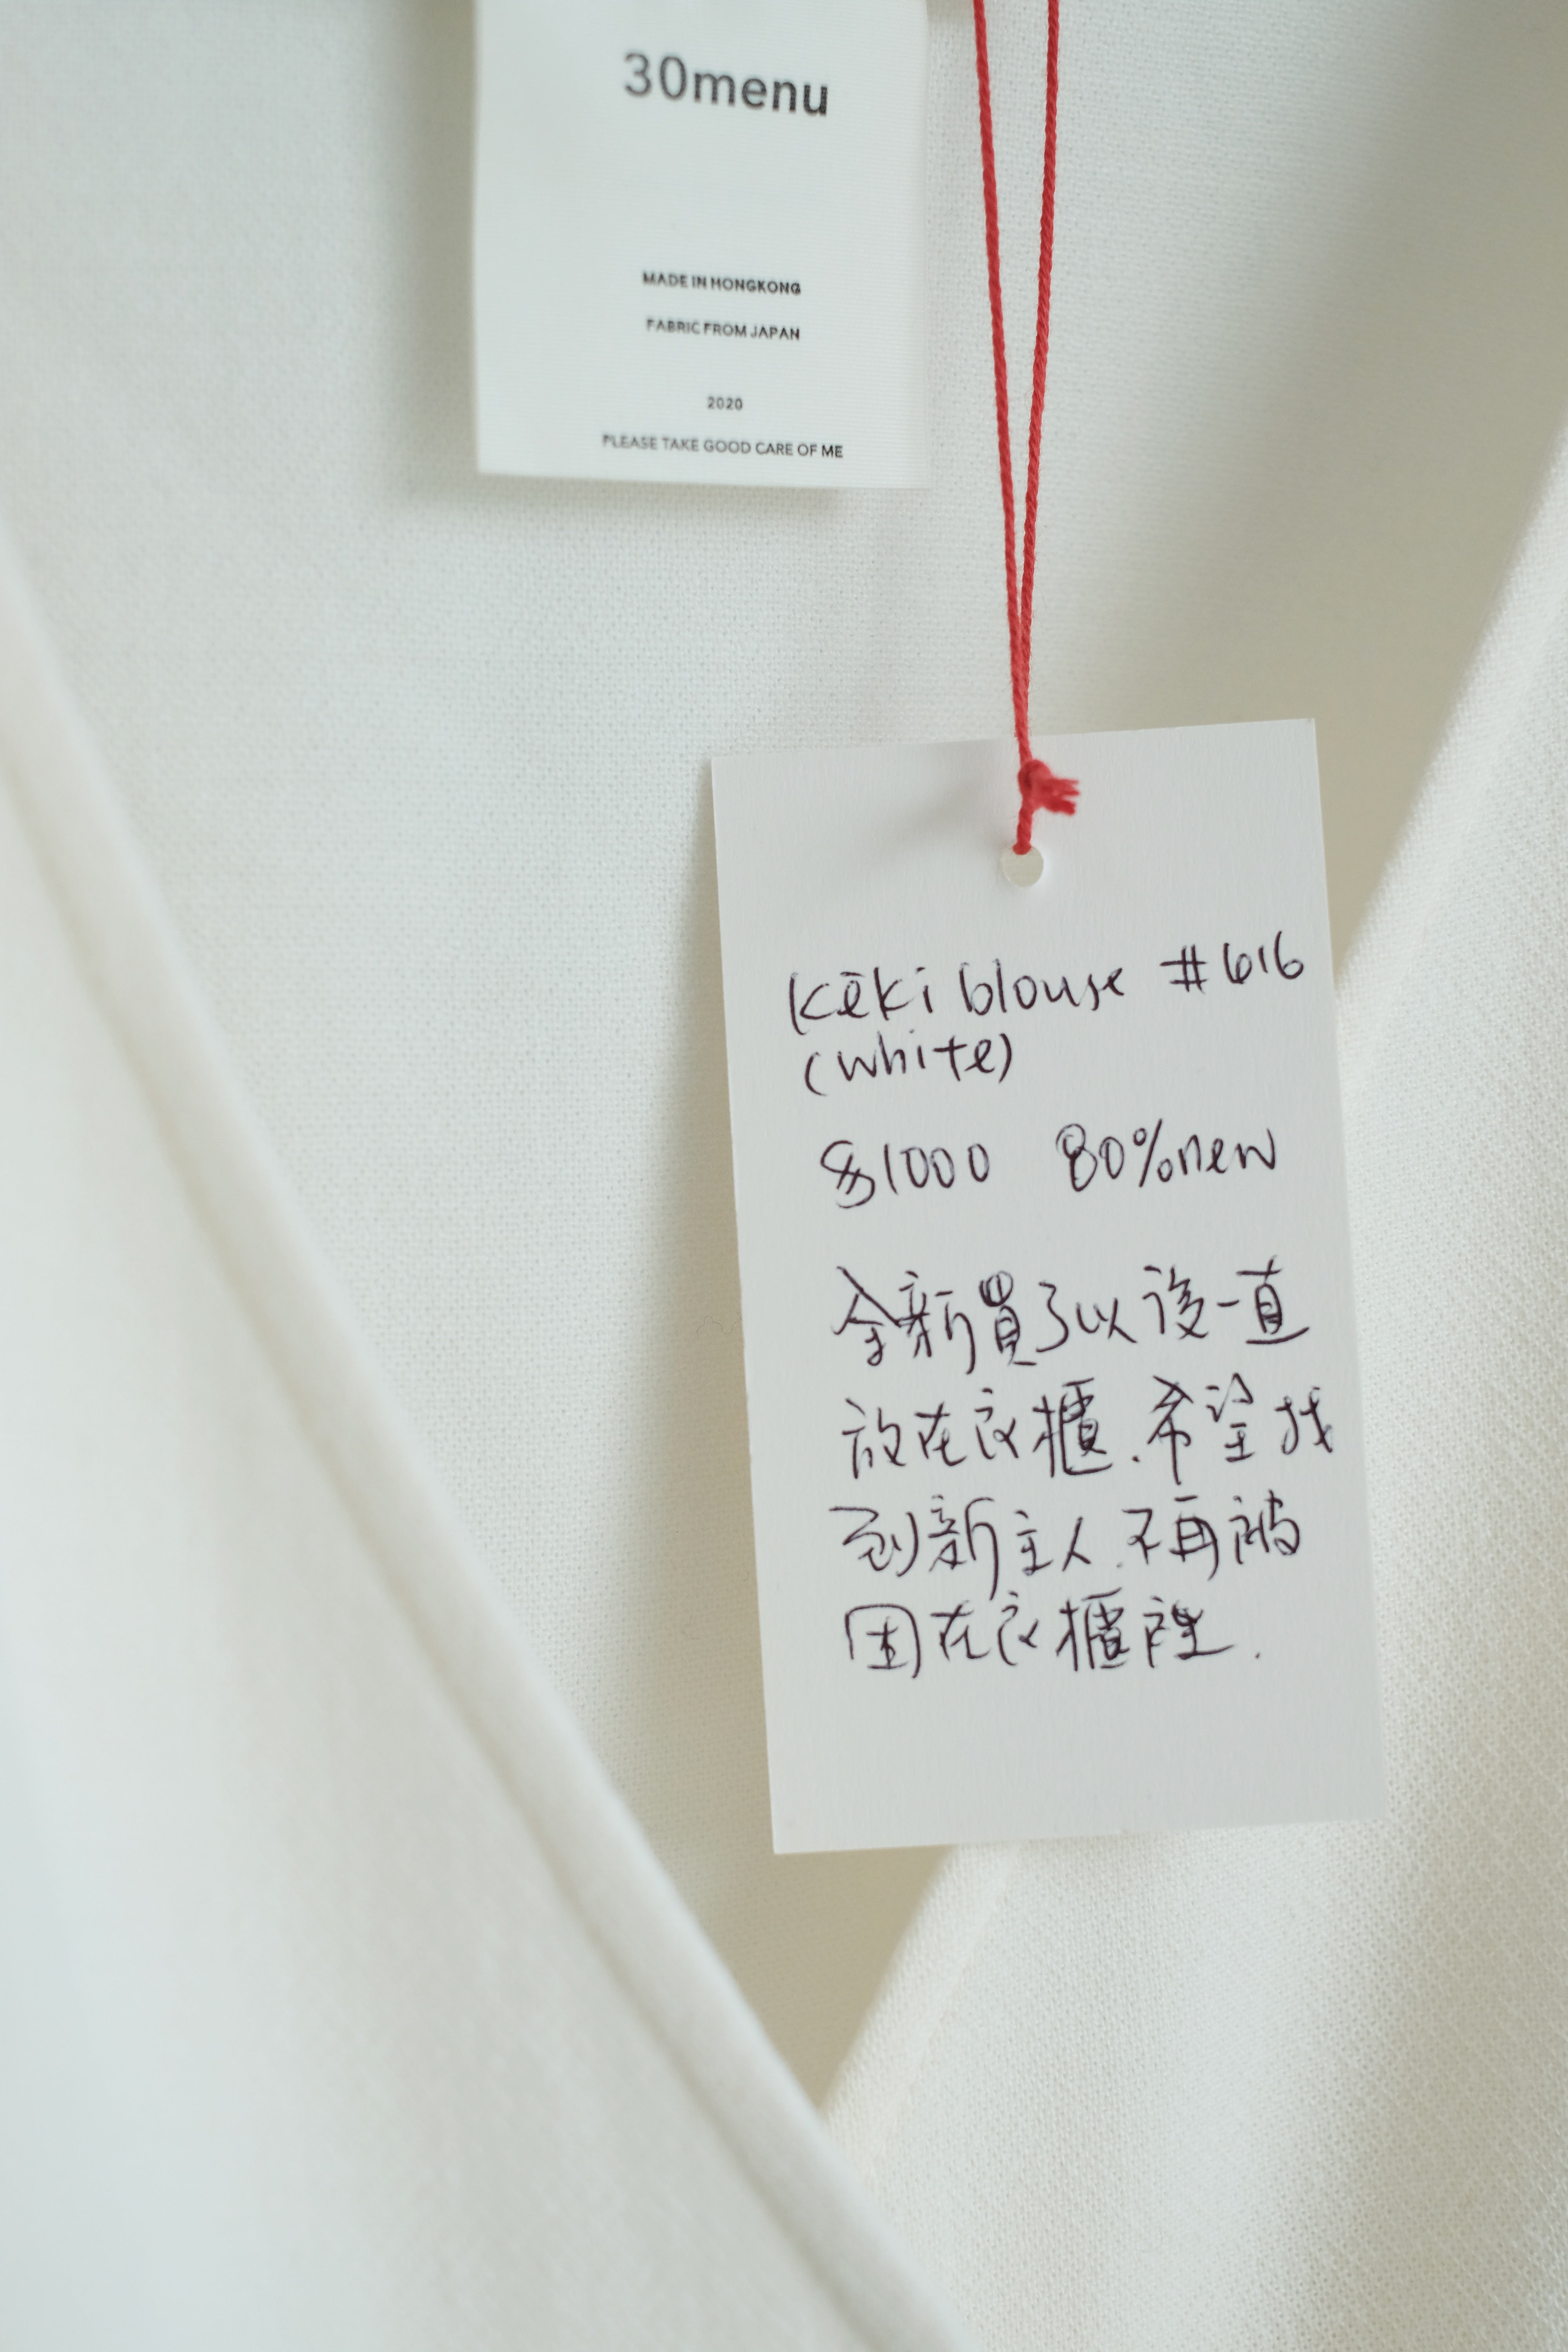 30menu
MADE IN HONGKONG
FABRIC FROM JAPAN
2020
PLEASE TAKE GOOD CARE OF ME
Kēki blouse #616
(white)
$1000 80%new
全新買了以後一直
放在衣櫃.希望找
到新主人.不再被
困在衣櫃裡.